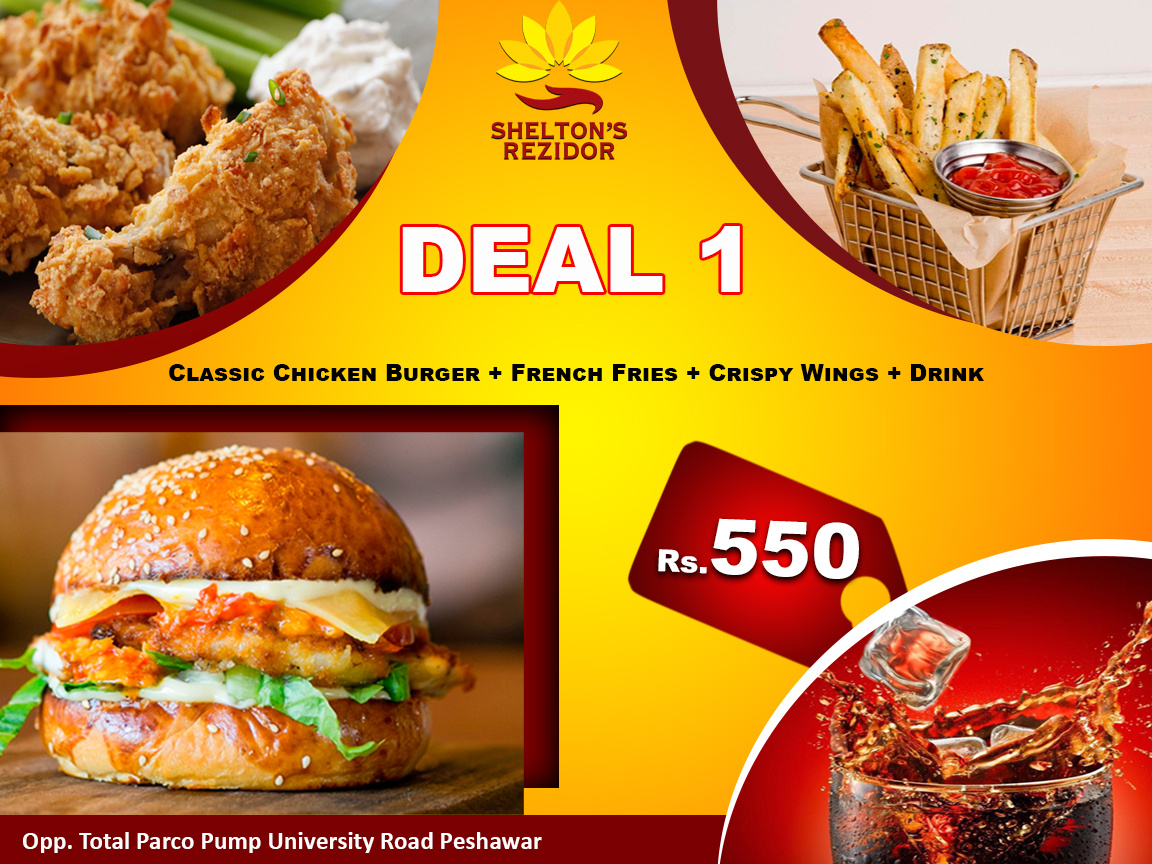 SHELTON'S
REZIDOR
DEAL 1
CLASSIC CHICKEN BURGER + FRENCH FRIES + CRISPY WINGS + DRINK
Rs.550
Opp. Total Parco Pump University Road Peshawar